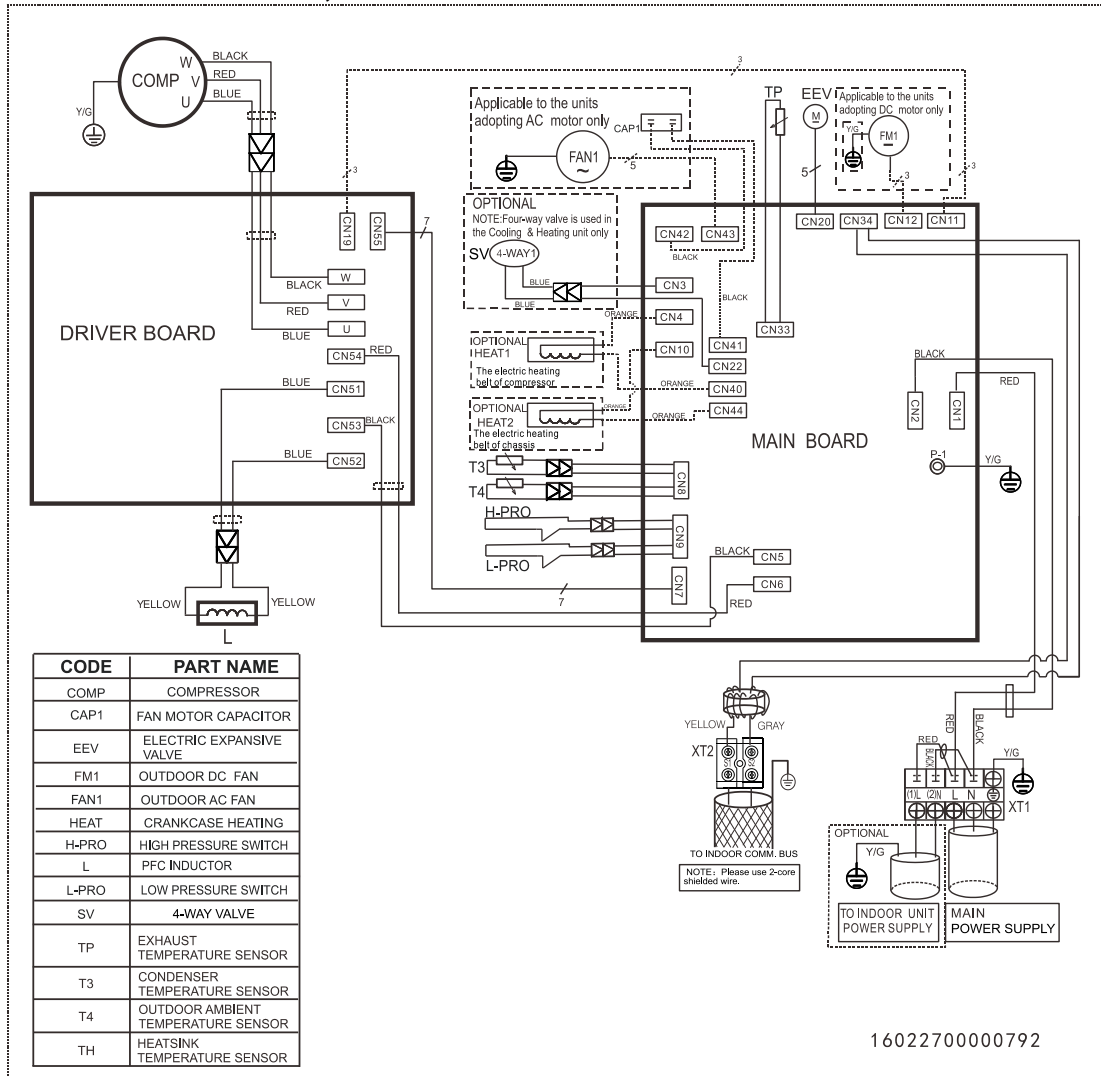 COMP
W
V
U
BLACK
RED
BLUE
Y/G
3
3
Applicable to the units
adopting AC motor only
CAP1
FAN1
~
5
TP
EEV
M
5
Applicable to the units
adopting DC motor only
Y/G
FM1
3
3
CN19
CN55
7
OPTIONAL
NOTE:Four-way valve is used in
the Cooling & Heating unit only
SV
4-WAY1
BLUE
BLUE
CN42
CN43
BLACK
CN20
CN34
CN12
CN11
DRIVER BOARD
W
BLACK
V
RED
U
BLUE
CN54
RED
BLUE
CN51
CN53
BLACK
BLUE
CN52
CN3
ORANGE
CN4
BLACK
CN33
CN10
CN41
CN22
OPTIONAL
HEAT1
The electric heating
belt of compressor
ORANGE
CN40
OPTIONAL
HEAT2
The electric heating
belt of chassis
ORANGE
ORANGE
CN44
BLACK
RED
CN2
CN1
MAIN BOARD
P-1
Y/G
T3
T4
CN8
H-PRO
L-PRO
CN9
BLACK
CN5
CN6
RED
CN7
7
YELLOW
YELLOW
L
CODE PART NAME
COMP COMPRESSOR
CAP1 FAN MOTOR CAPACITOR
EEV ELECTRIC EXPANSIVE
VALVE
FM1 OUTDOOR DC FAN
FAN1 OUTDOOR AC FAN
HEAT CRANKCASE HEATING
H-PRO HIGH PRESSURE SWITCH
L PFC INDUCTOR
L-PRO LOW PRESSURE SWITCH
SV 4-WAY VALVE
TP EXHAUST
TEMPERATURE SENSOR
T3 CONDENSER
TEMPERATURE SENSOR
T4 OUTDOOR AMBIENT
TEMPERATURE SENSOR
TH HEATSINK
TEMPERATURE SENSOR
YELLOW
GRAY
XT2
S1
S2
TO INDOOR COMM. BUS
NOTE: Please use 2-core
shielded wire.
RED
BLACK
RED
BLACK
Y/G
(1)L (2)N L N
XT1
OPTIONAL
Y/G
TO INDOOR UNIT
POWER SUPPLY
MAIN
POWER SUPPLY
16022700000792